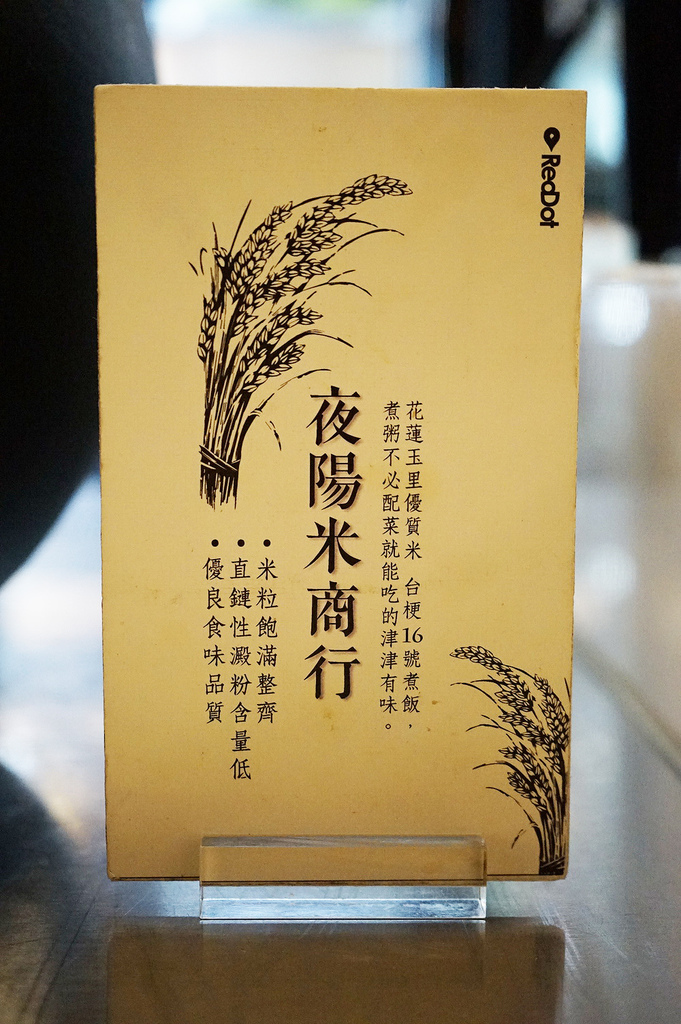 RedDot
花蓮玉里優質米 台梗16號煮飯，
煮粥不必配菜就能吃的津津有味。
夜陽米商行
•米粒飽滿整齊
•直鏈性澱粉含量低
•優良食味品質